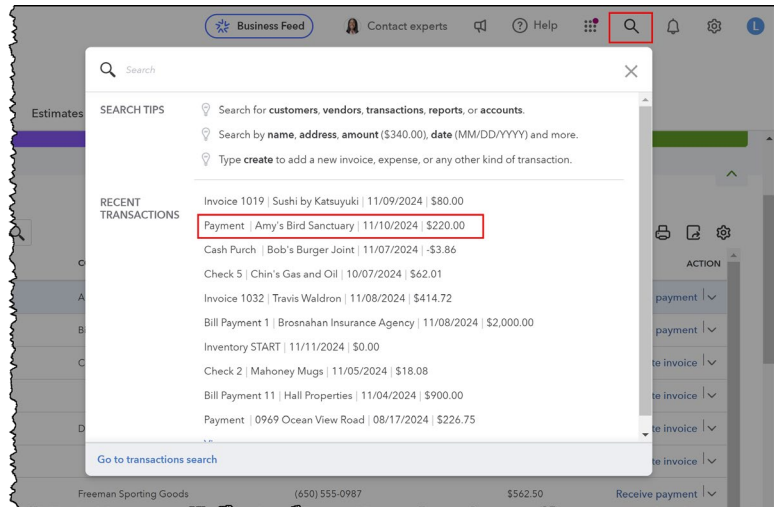 Business Feed Contact experts Help L
Search
Estimates
SEARCH TIPS
Search for customers, vendors, transactions, reports, or accounts.
Search by name, address, amount ($340.00), date (MM/DD/YYYY) and more.
Type create to add a new invoice, expense, or any other kind of transaction.
RECENT TRANSACTIONS
Invoice 1019 | Sushi by Katsuyuki | 11/09/2024 | $80.00
Payment | Amy's Bird Sanctuary | 11/10/2024 | $220.00
Cash Purch | Bob's Burger Joint | 11/07/2024 | -$3.86
Check 5 | Chin's Gas and Oil | 10/07/2024 | $62.01
Invoice 1032 | Travis Waldron | 11/08/2024 | $414.72
Bill Payment 1 | Brosnahan Insurance Agency | 11/08/2024 | $2,000.00
Inventory START | 11/11/2024 | $0.00
Check 2 | Mahoney Mugs | 11/05/2024 | $18.08
Bill Payment 11 | Hall Properties | 11/04/2024 | $900.00
Payment | 0969 Ocean View Road | 08/17/2024 | $226.75
Go to transactions search
ACTION
payment
payment
te invoice
te invoice
te invoice
te invoice
Freeman Sporting Goods (650) 555-0987 $562.50 Receive payment